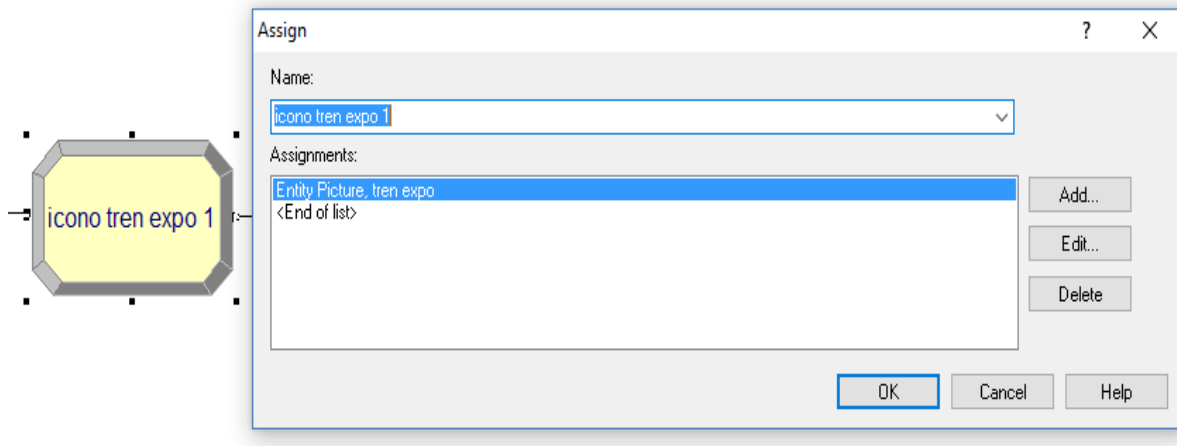 Assign
?
Name:
icono tren expo 1
Assignments:
Entity Picture, tren expo
<End of list>
Add...
Edit...
Delete
icono tren expo 1
OK
Cancel
Help